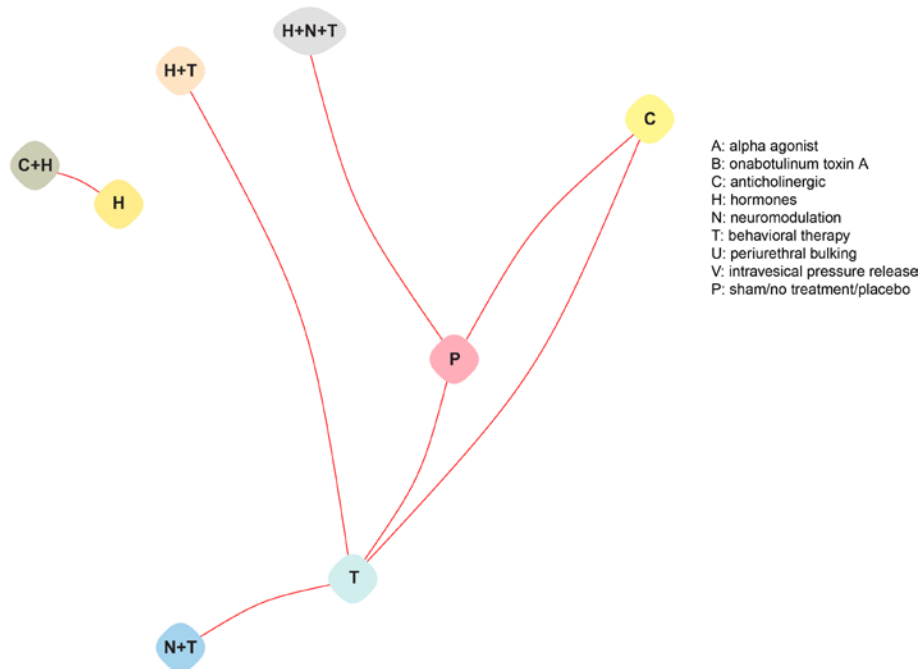 H+N+T
H+T
C
C+H
H
A: alpha agonist
B: onabotulinum toxin A
C: anticholinergic
H: hormones
N: neuromodulation
T: behavioral therapy
U: periurethral bulking
V: intravesical pressure release
P: sham/no treatment/placebo
P
T
N+T